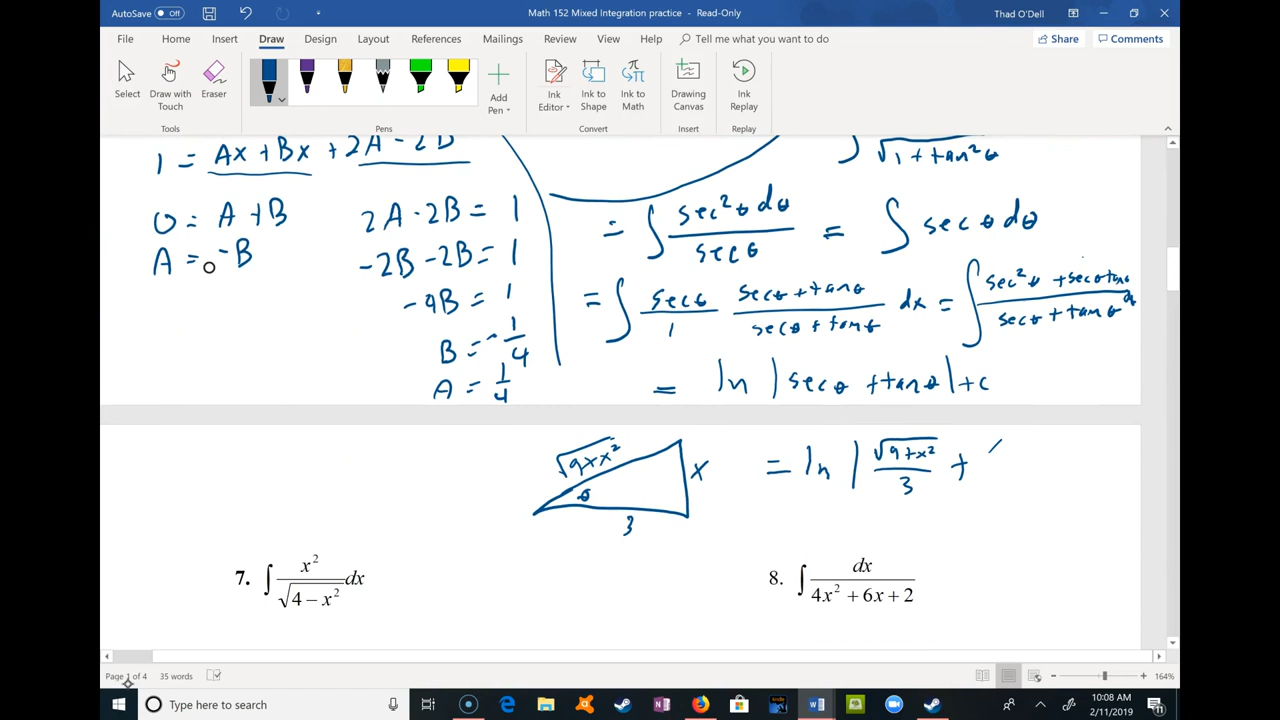 AutoSave Off Math 152 Mixed Integration practice - Read-Only Thad O'Dell
File Home Insert Draw Design Layout References Mailings Review View Help Tell me what you want to do Share Comments
Select Draw with Touch Eraser Add Pen Ink Editor Ink to Shape Ink to Math Drawing Canvas Ink Replay
Tools Pens Convert Insert Replay
1 = Ax + Bx + 2A - 2B
0 = A + B
A = -B
2A - 2B = 1
-2B - 2B = 1
-4B = 1
B = -1/4
A = 1/4
∫ √1 + tan²θ
= ∫ sec²θ dθ / secθ = ∫ secθ dθ
= ∫ secθ / 1 secθ + tanθ / secθ + tanθ dx = ∫ sec²θ + secθ tanθ / secθ + tanθ dθ
= ln |secθ + tanθ| + c
√9+x² θ x 3
= ln | √9+x² / 3 +
7. ∫ x² / √4 − x² dx
8. ∫ dx / 4x² + 6x + 2
Page 1 of 4 35 words 164%
Type here to search 10:08 AM
2/11/2019